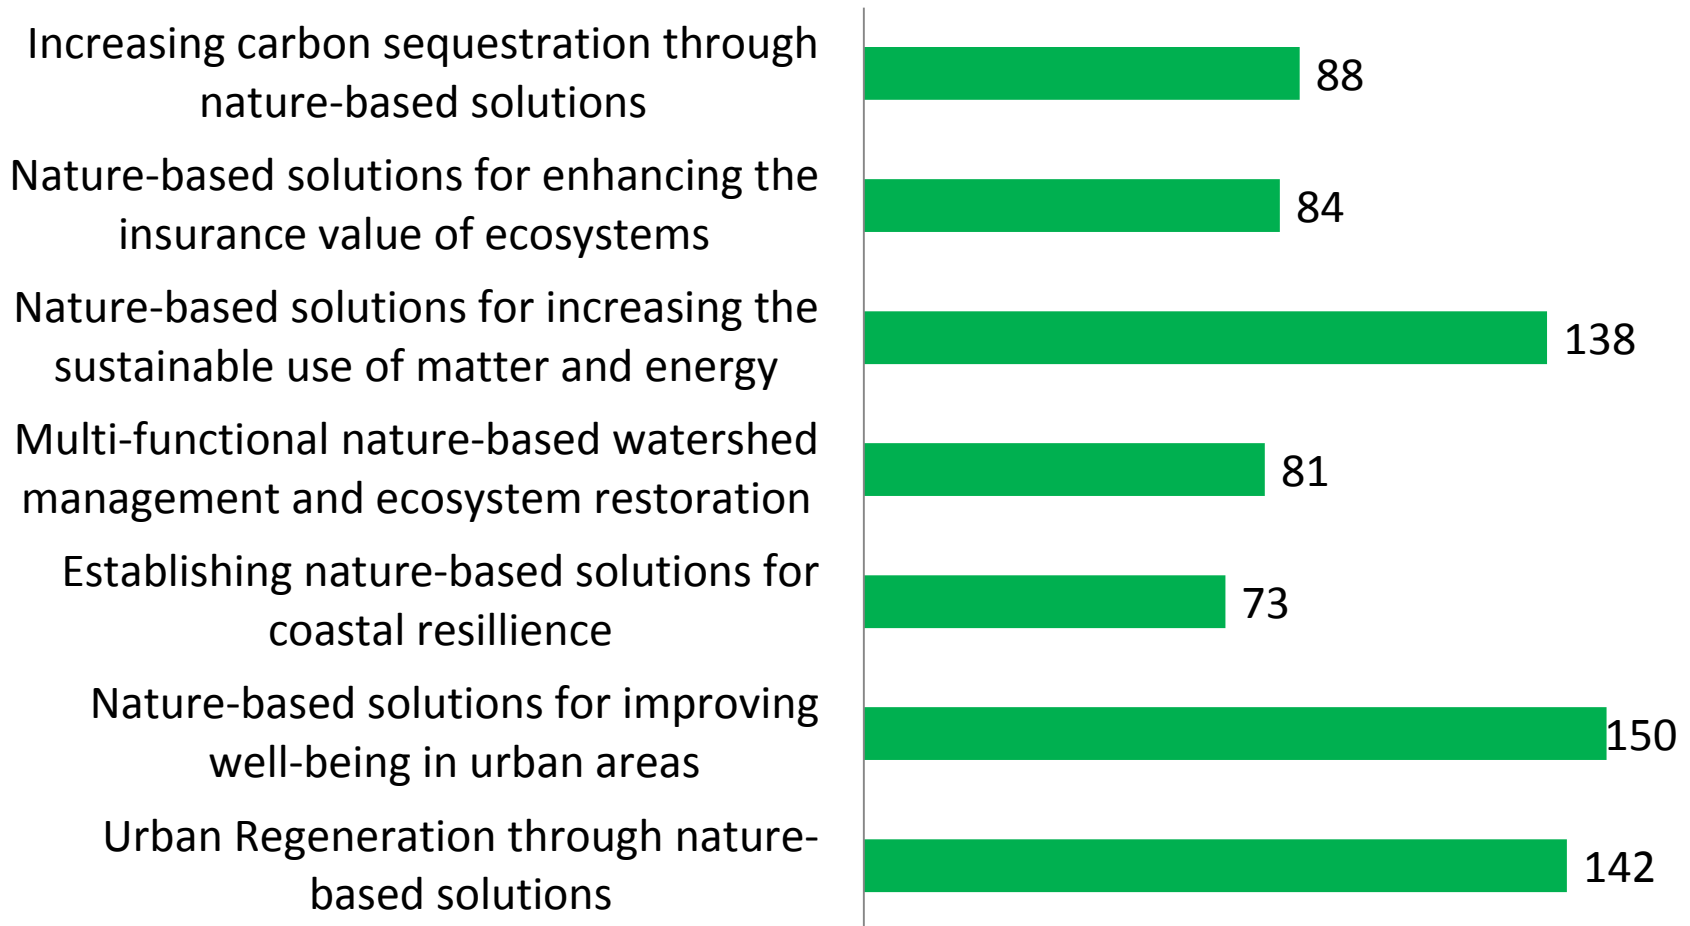 Increasing carbon sequestration through
nature-based solutions
88
Nature-based solutions for enhancing the
insurance value of ecosystems
84
Nature-based solutions for increasing the
sustainable use of matter and energy
138
Multi-functional nature-based watershed
management and ecosystem restoration
81
Establishing nature-based solutions for
coastal resillience
73
Nature-based solutions for improving
well-being in urban areas
150
Urban Regeneration through nature-
based solutions
142